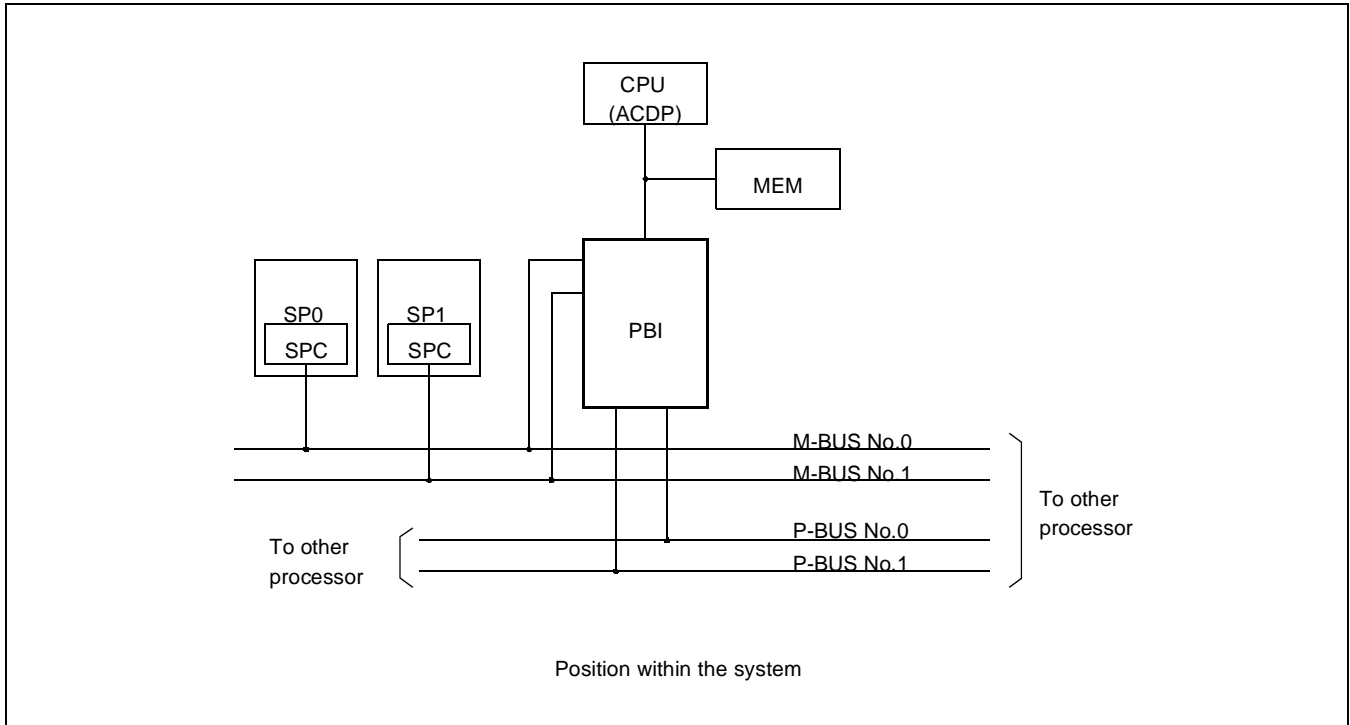 CPU
(ACDP)
MEM
SP0
SPC
SP1
SPC
PBI
M-BUS No.0
M-BUS No.1
To other
processor
P-BUS No.0
P-BUS No.1
To other
processor
Position within the system